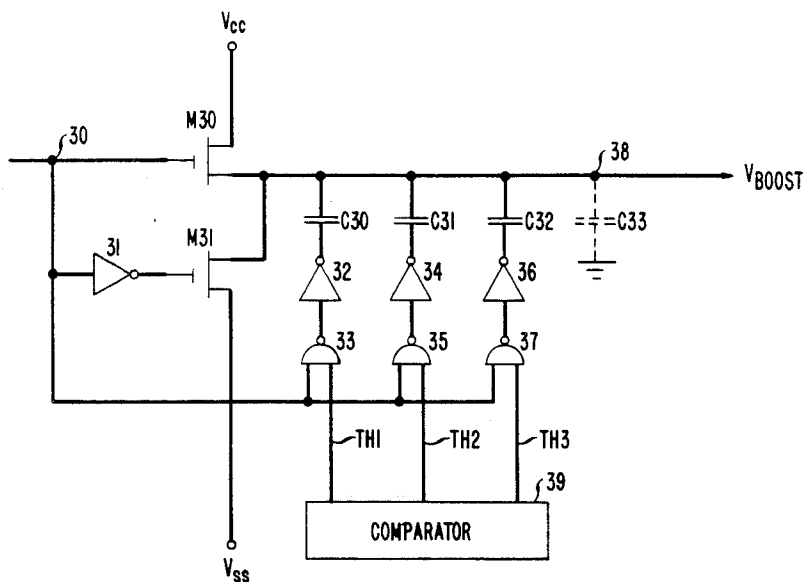 Vcc
30
M30
38
VBOOST
C30
C31
C32
C33
31
M31
32
34
36
33
35
37
TH1
TH2
TH3
39
COMPARATOR
Vss